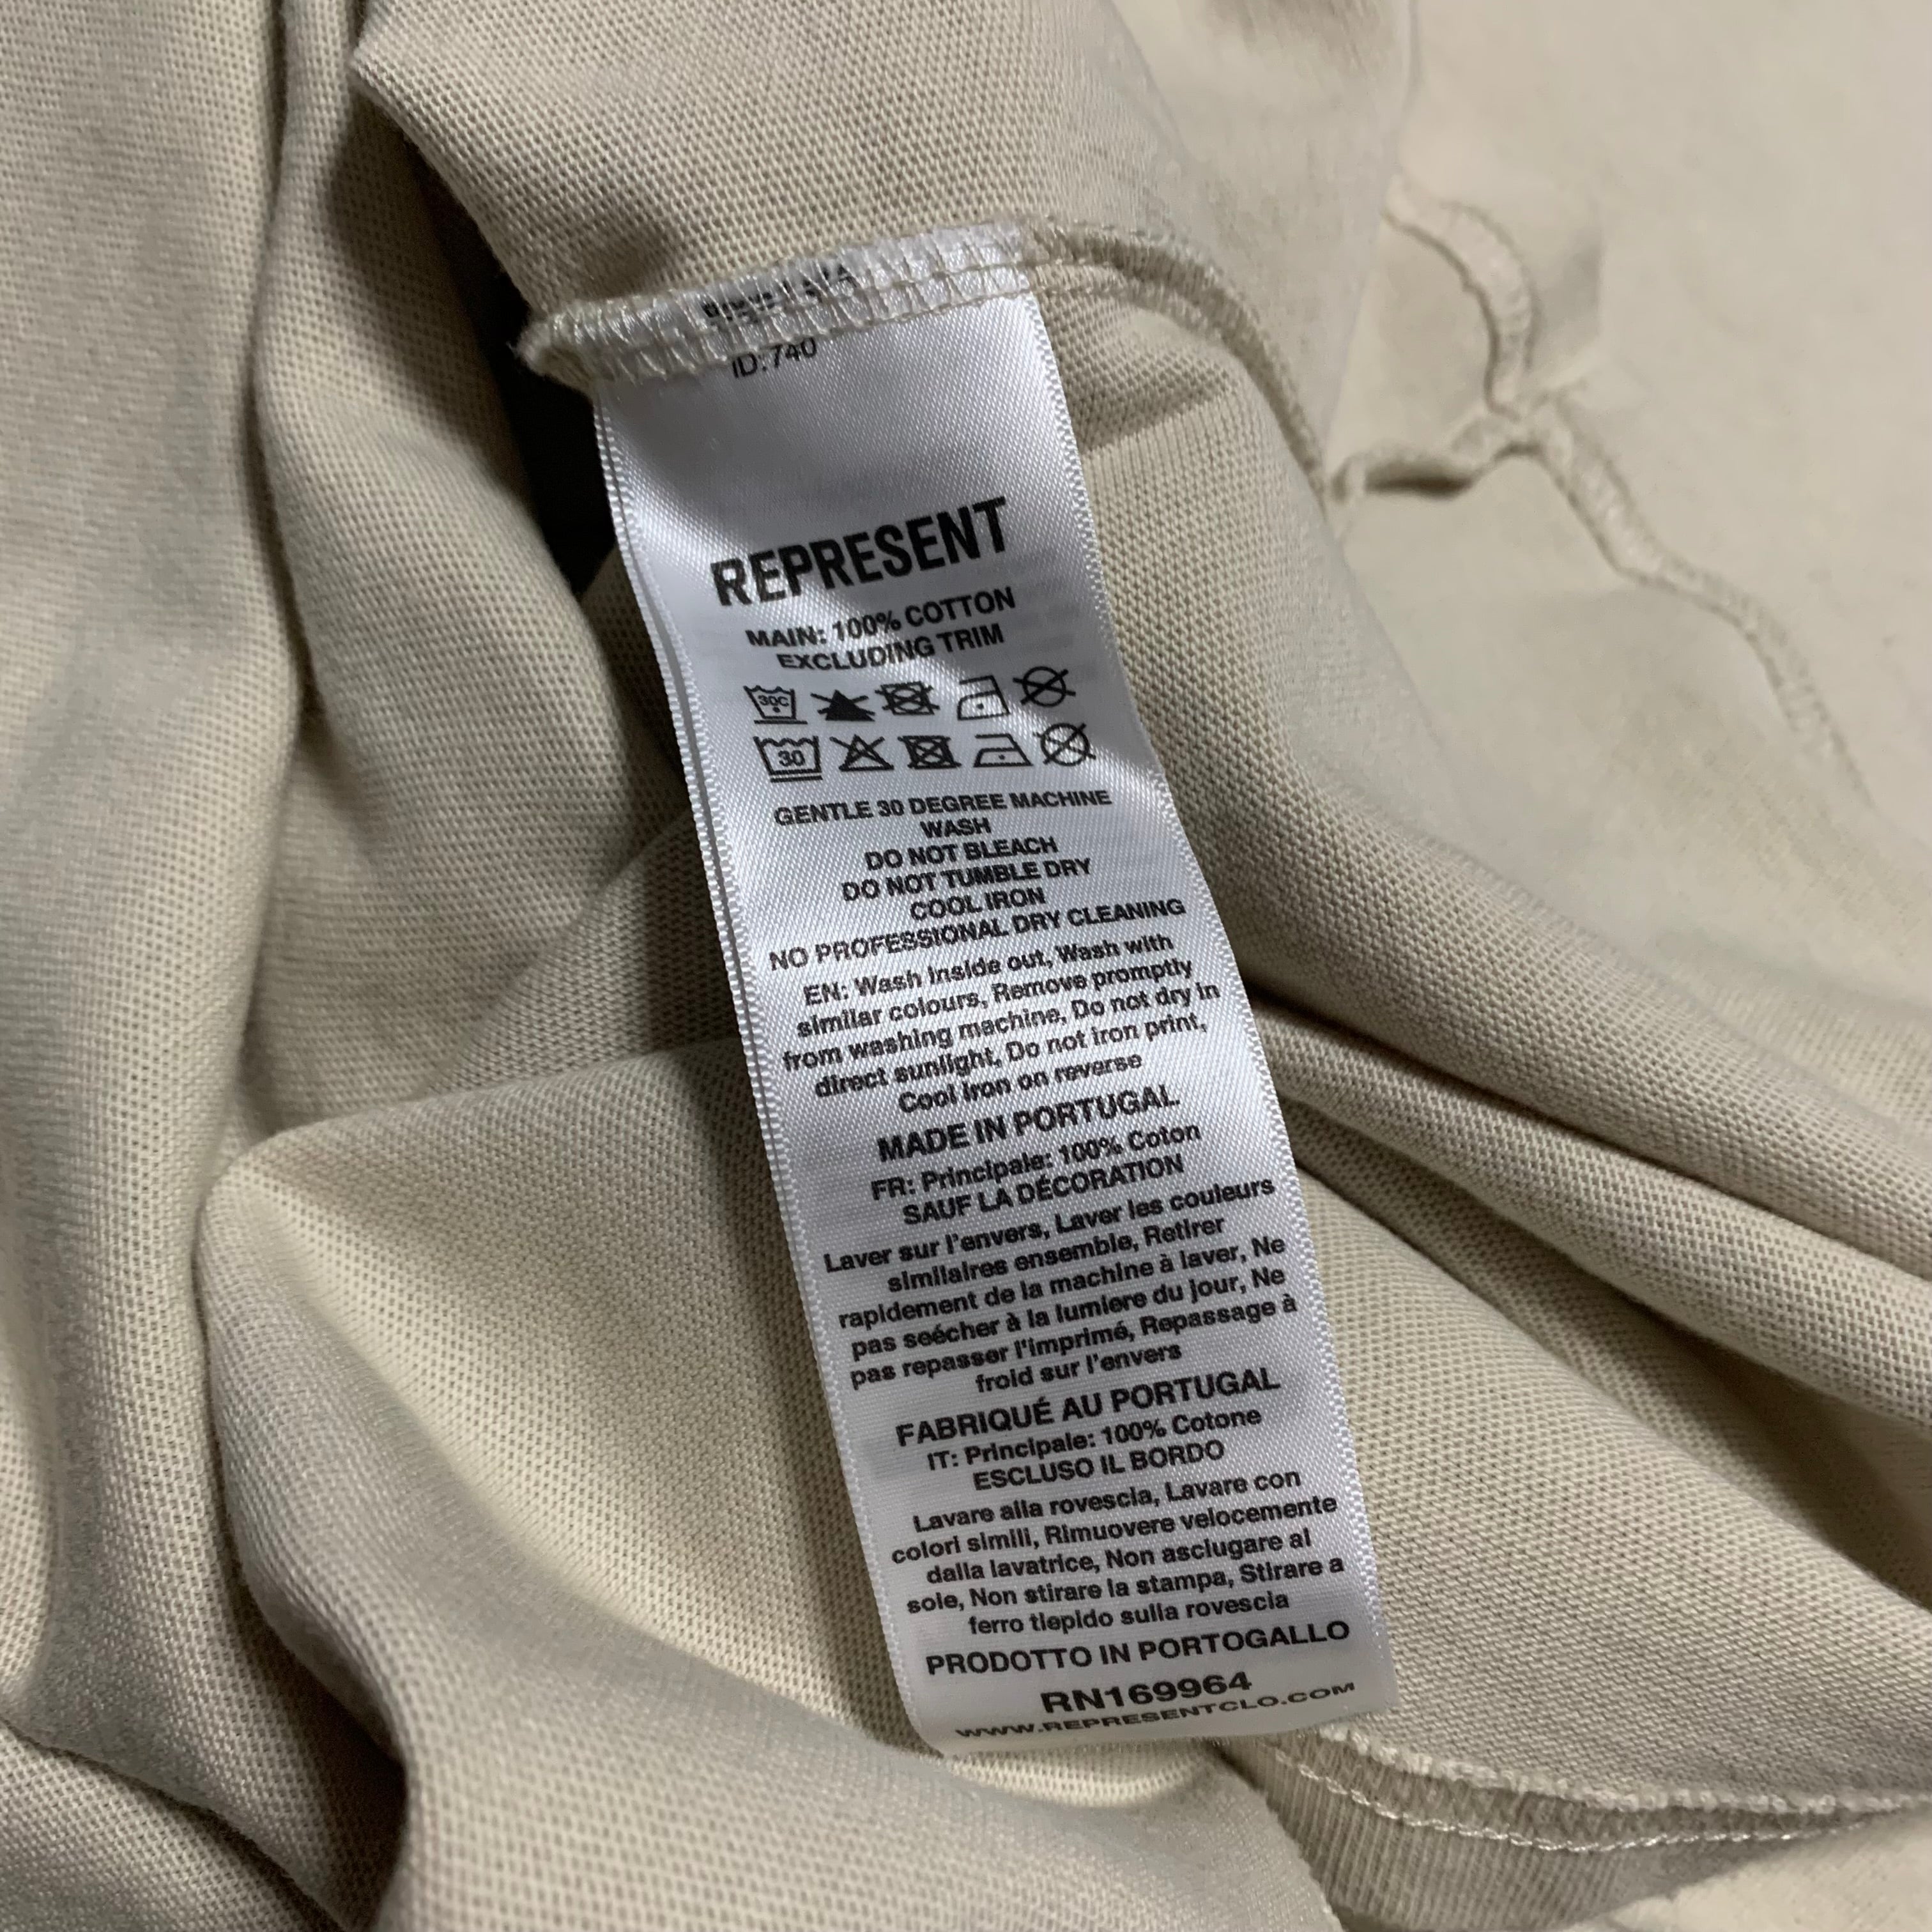 ID: 740
REPRESENT
MAIN: 100% COTTON
EXCLUDING TRIM
30C
30
GENTLE 30 DEGREE MACHINE
WASH
DO NOT BLEACH
DO NOT TUMBLE DRY
COOL IRON
NO PROFESSIONAL DRY CLEANING
EN: Wash inside out, Wash with
similar colours, Remove promptly
from washing machine, Do not dry in
direct sunlight, Do not iron print,
Cool iron on reverse
MADE IN PORTUGAL
FR: Principale: 100% Coton
SAUF LA DÉCORATION
Laver sur l'envers, Laver les couleurs
similaires ensemble, Retirer
rapidement de la machine à laver, Ne
pas seécher à la lumiere du jour, Ne
pas repasser l'imprimé, Repassage à
froid sur l'envers
FABRIQUÉ AU PORTUGAL
IT: Principale: 100% Cotone
ESCLUSO IL BORDO
Lavare alla rovescia, Lavare con
colori simili, Rimuovere velocemente
dalla lavatrice, Non asciugare al
sole, Non stirare la stampa, Stirare a
ferro tiepido sulla rovescia
PRODOTTO IN PORTOGALLO
RN169964
WWW.REPRESENTCLO.COM